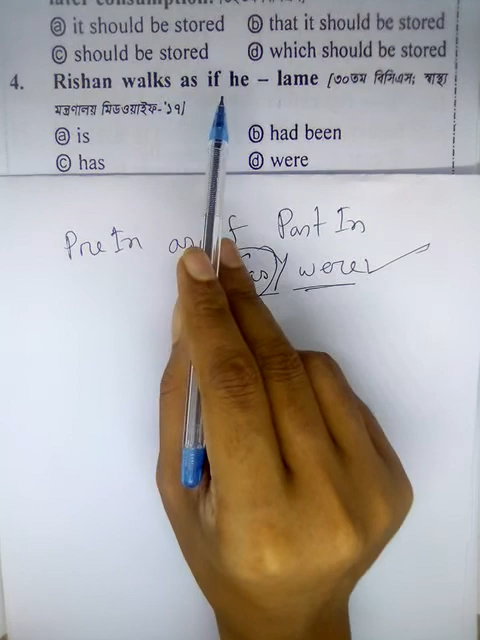 later consumption.
ⓐ it should be stored ⓑ that it should be stored
ⓒ should be stored ⓓ which should be stored
4. Rishan walks as if he – lame [৩০তম বিসিএস; স্বাস্থ্য
মন্ত্রণালয় মিডওয়াইফ-'১৭]
ⓐ is ⓑ had been
ⓒ has ⓓ were
Pre In as if Past In
were